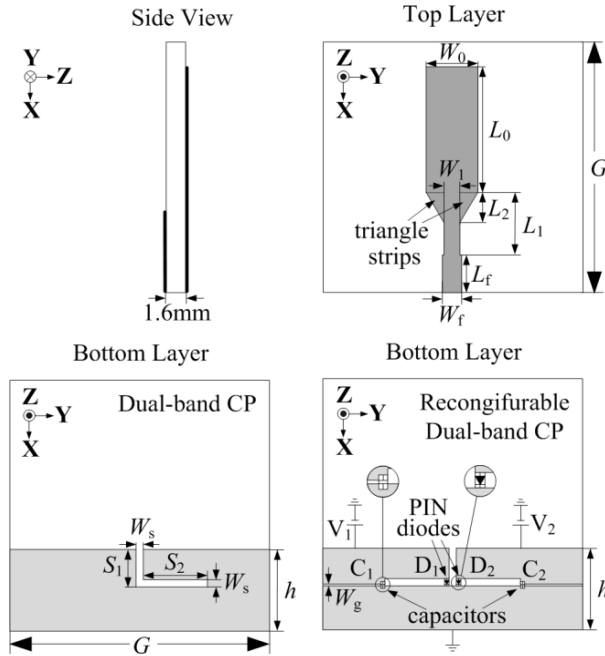 Side View
Y
Z
X
1.6mm
Top Layer
Z
Y
X
W0
L0
W1
L2
L1
triangle
strips
Lf
Wf
G
Bottom Layer
Z
Y
X
Dual-band CP
Ws
S1
S2
Ws
h
G
Bottom Layer
Z
Y
X
Recongifurable
Dual-band CP
PIN
diodes
V1
V2
C1
D1
D2
C2
Wg
capacitors
h